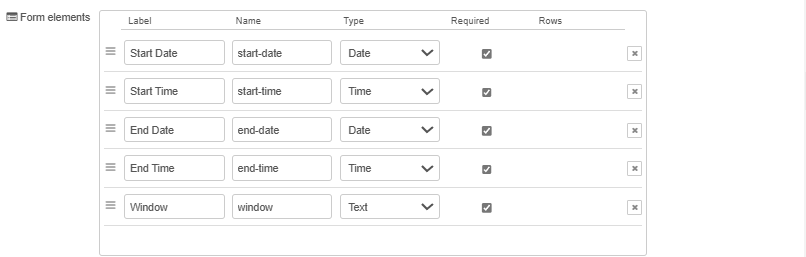 Form elements
Label Name Type Required Rows
Start Date start-date Date
Start Time start-time Time
End Date end-date Date
End Time end-time Time
Window window Text